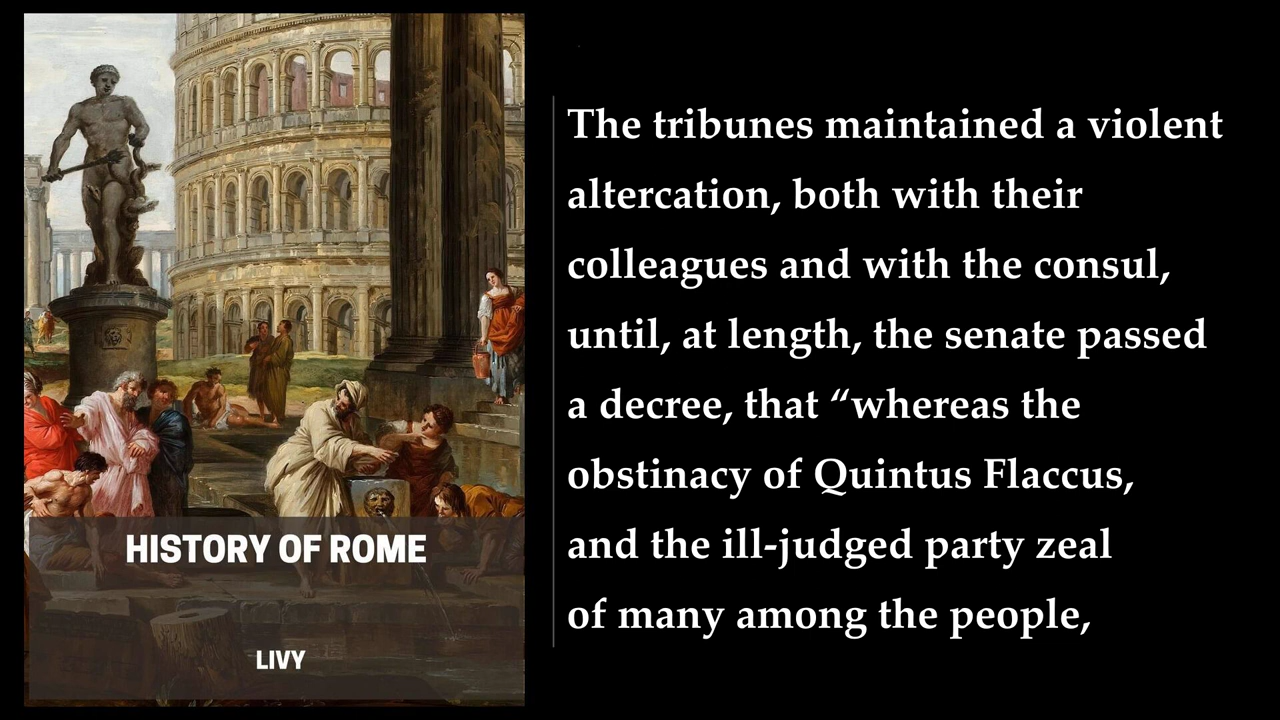 HISTORY OF ROME
LIVY
The tribunes maintained a violent
altercation, both with their
colleagues and with the consul,
until, at length, the senate passed
a decree, that “whereas the
obstinacy of Quintus Flaccus,
and the ill-judged party zeal
of many among the people,